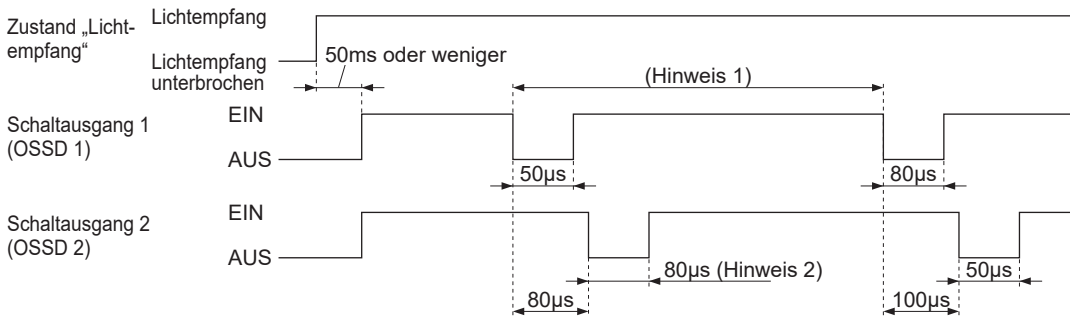 Zustand „Licht-
empfang“
Lichtempfang
Lichtempfang
unterbrochen
50ms oder weniger
(Hinweis 1)
Schaltausgang 1
(OSSD 1)
EIN
AUS
50µs
80µs
Schaltausgang 2
(OSSD 2)
EIN
AUS
80µs (Hinweis 2)
50µs
80µs
100µs